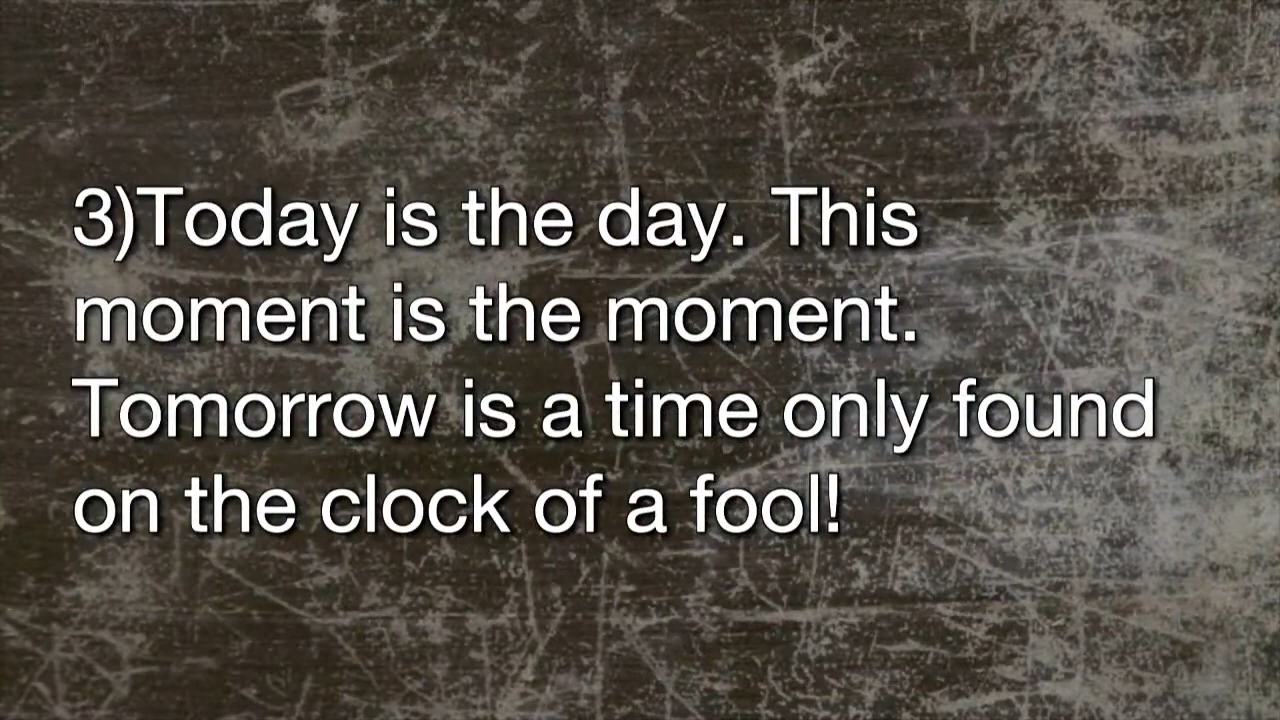 3)Today is the day. This
moment is the moment.
Tomorrow is a time only found
on the clock of a fool!